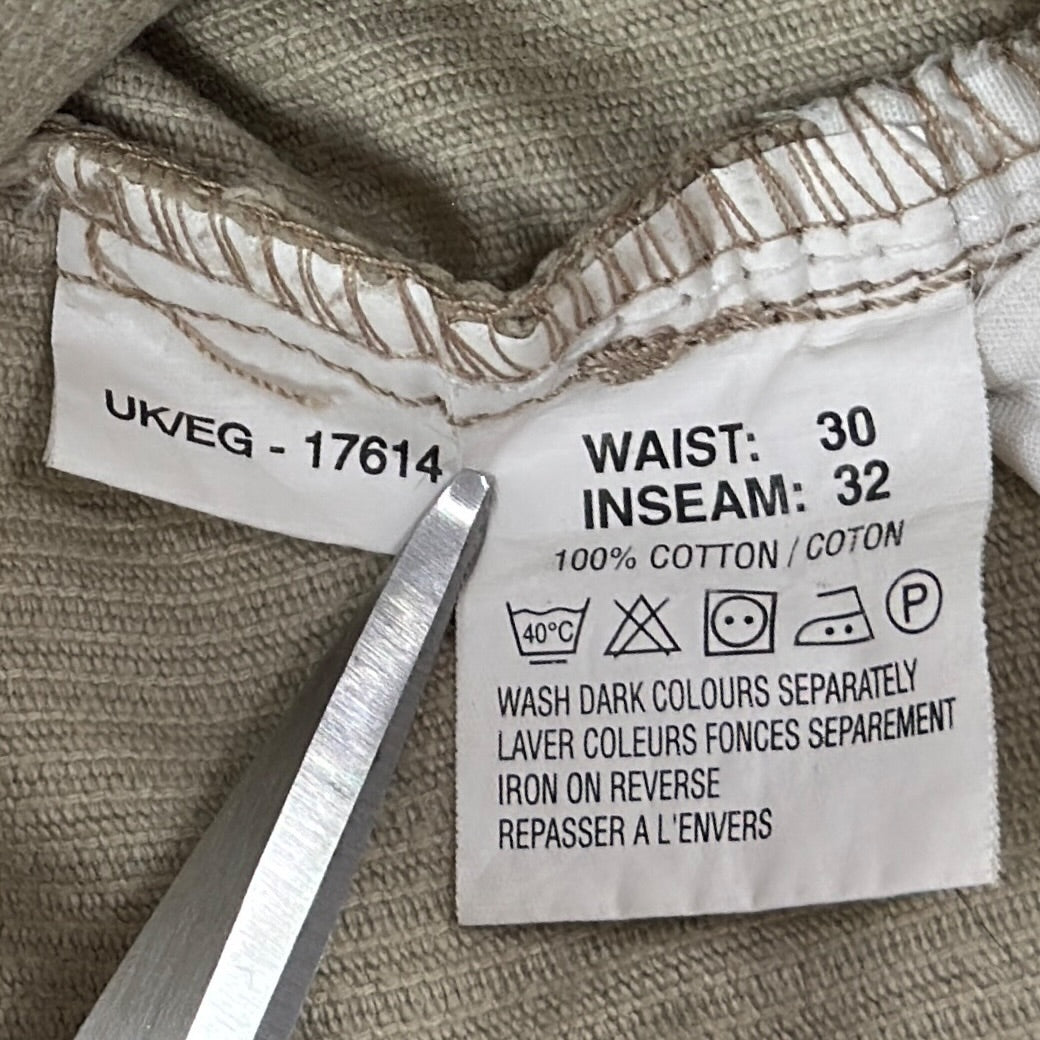 UK/EG - 17614
WAIST: 30
INSEAM: 32
100% COTTON / COTON
40°C P
WASH DARK COLOURS SEPARATELY
LAVER COLEURS FONCES SEPAREMENT
IRON ON REVERSE
REPASSER A L'ENVERS